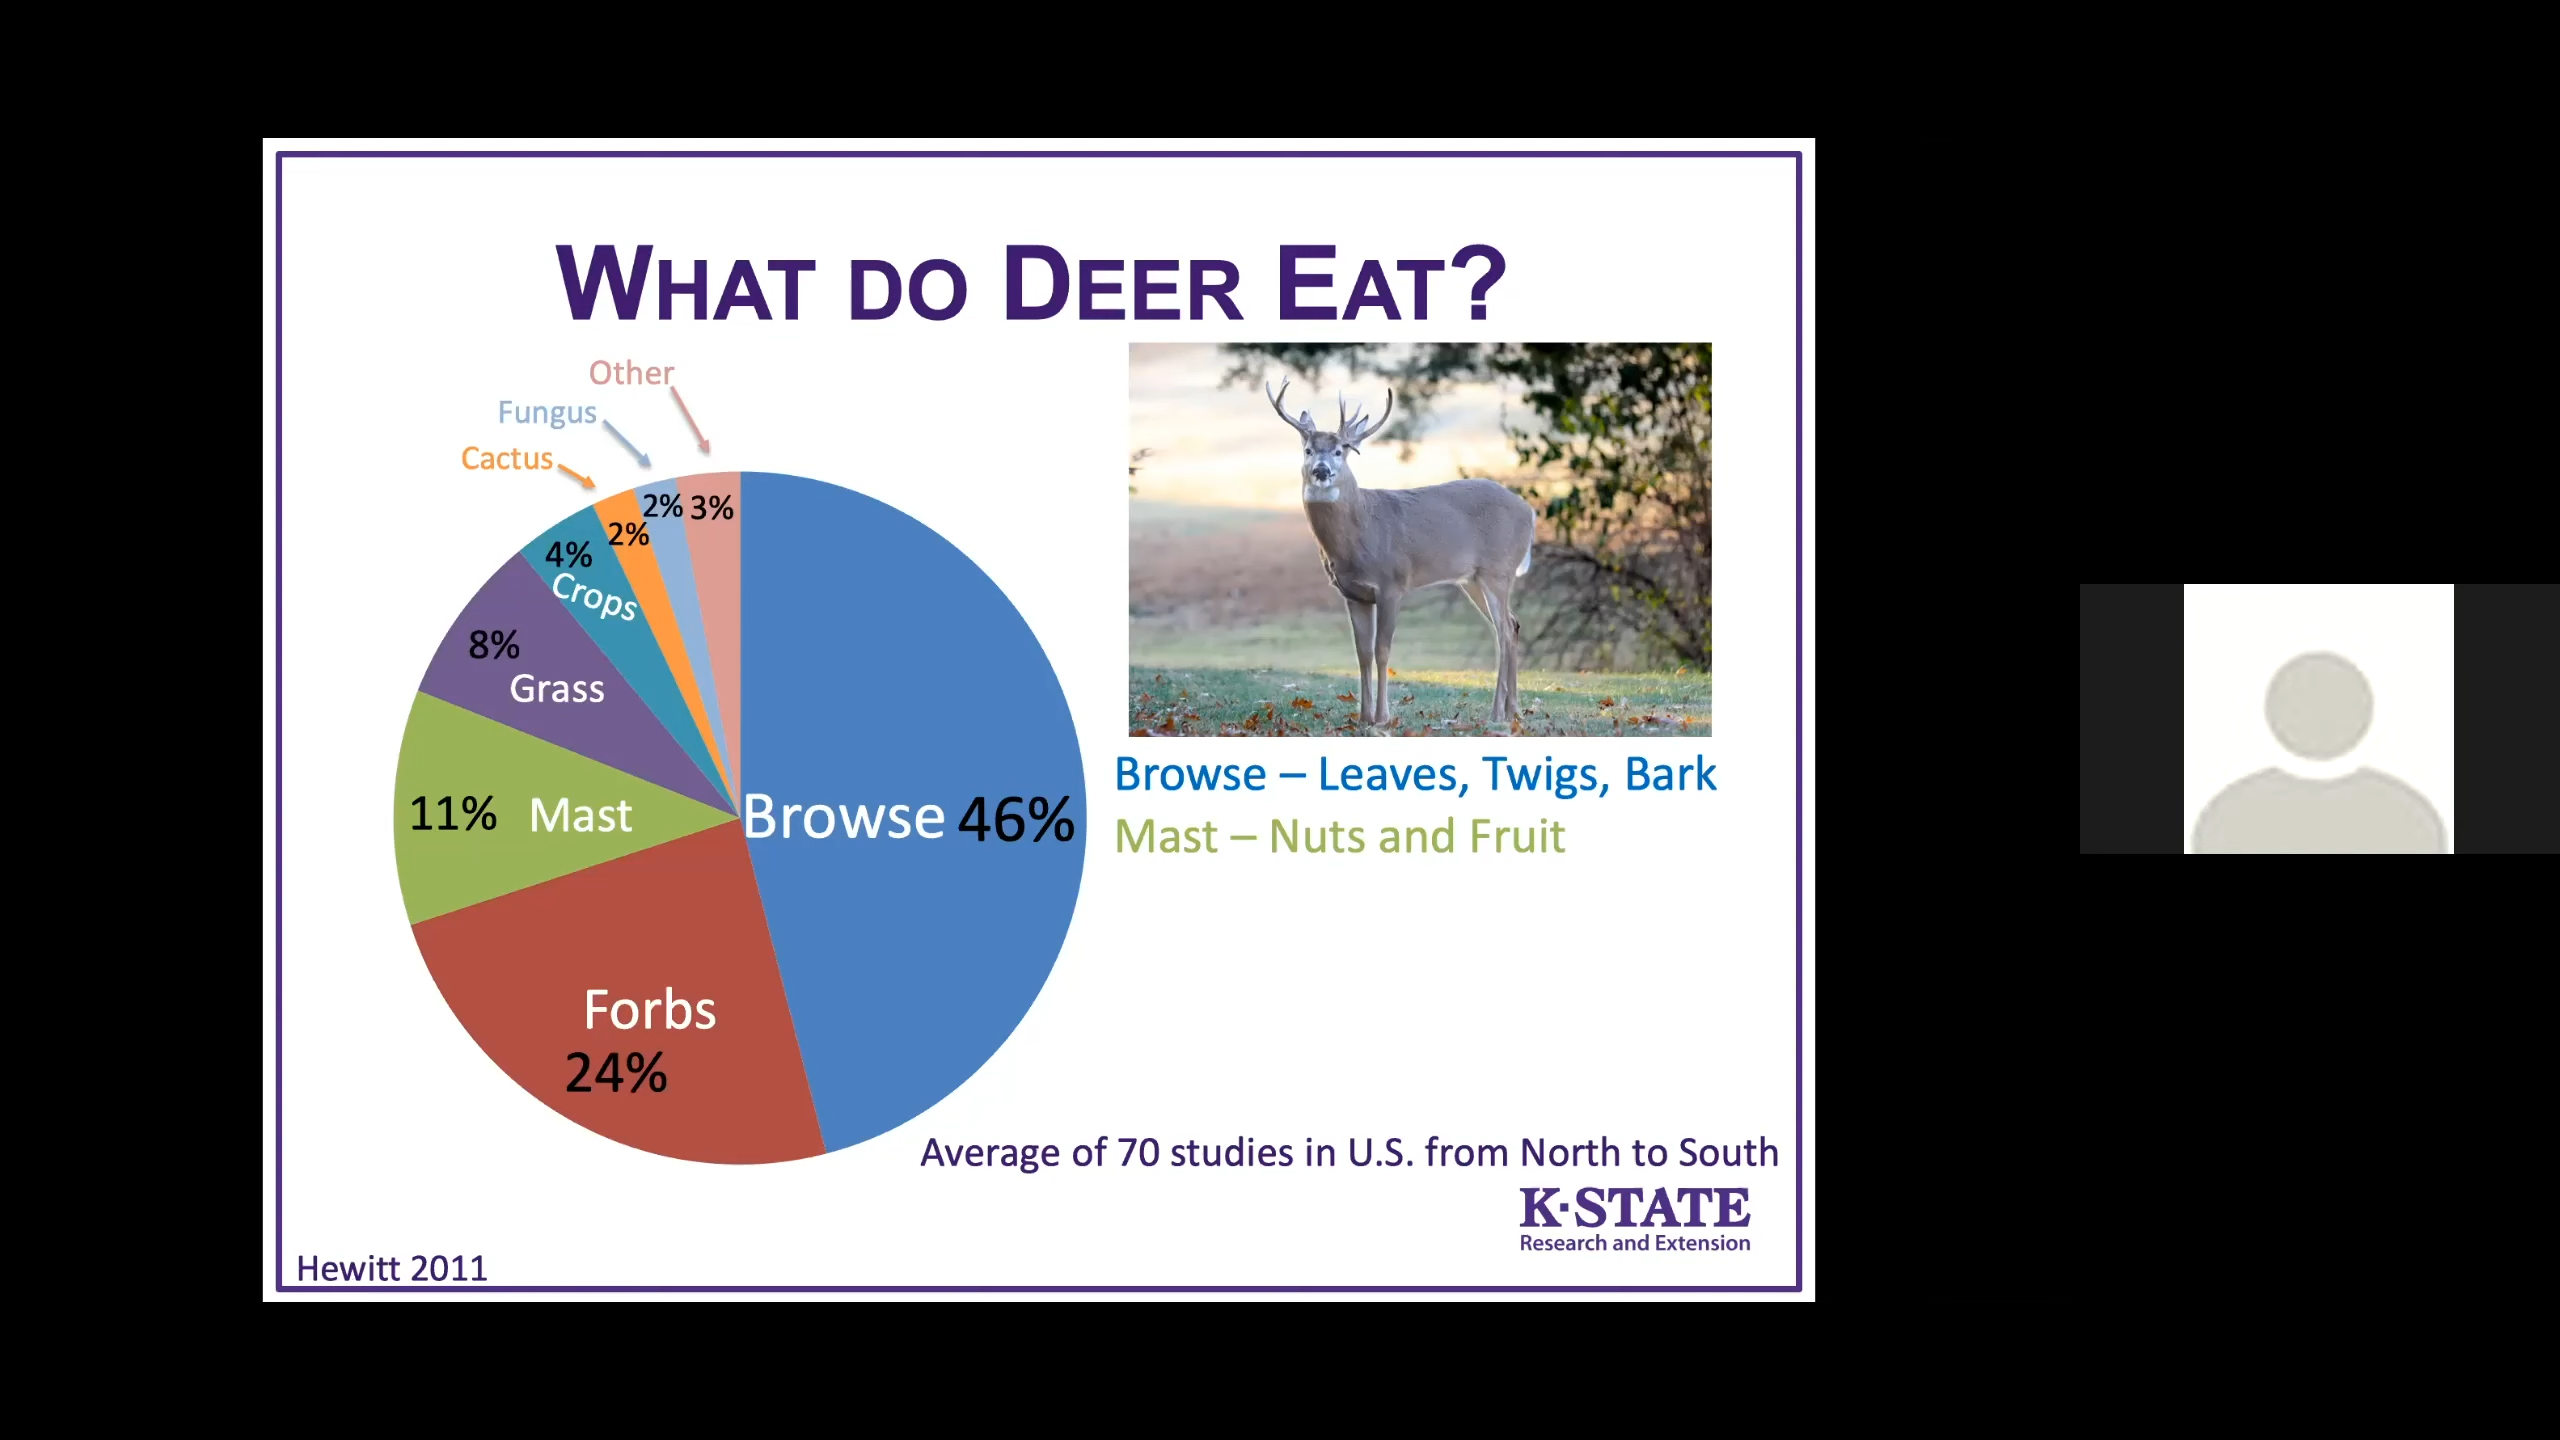 WHAT DO DEER EAT?
Other
Fungus
Cactus
2%
3%
2%
4%
Crops
8%
Grass
11% Mast
Browse 46%
Forbs
24%
Browse – Leaves, Twigs, Bark
Mast – Nuts and Fruit
Average of 70 studies in U.S. from North to South
K·STATE
Research and Extension
Hewitt 2011